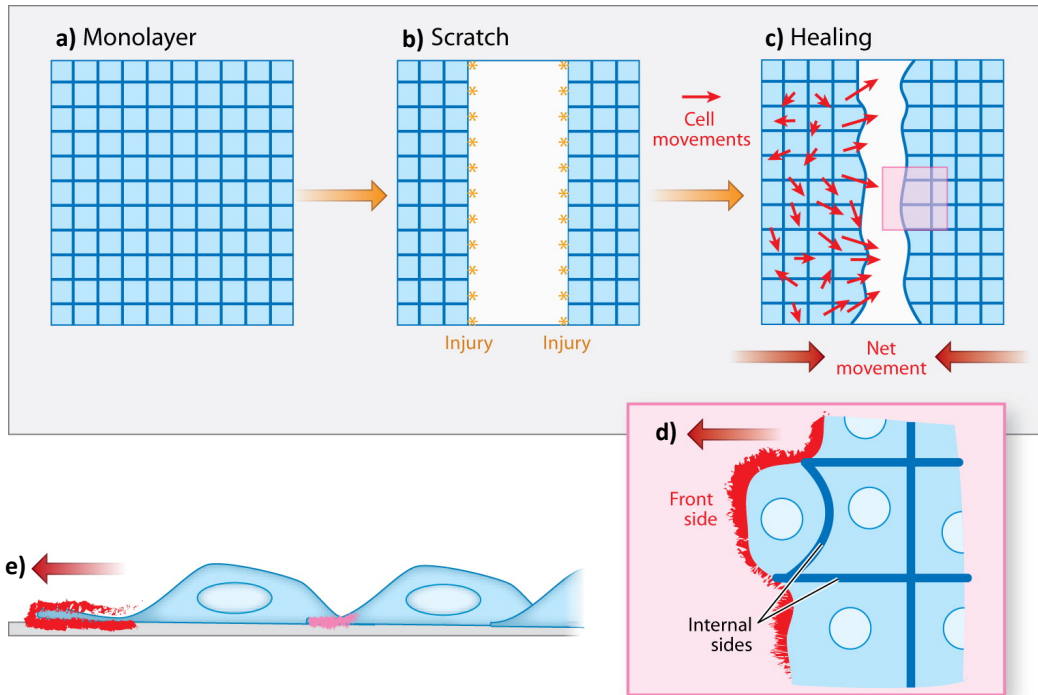 a) Monolayer
b) Scratch
c) Healing
Cell
movements
Injury
Injury
Net
movement
d)
Front
side
Internal
sides
e)